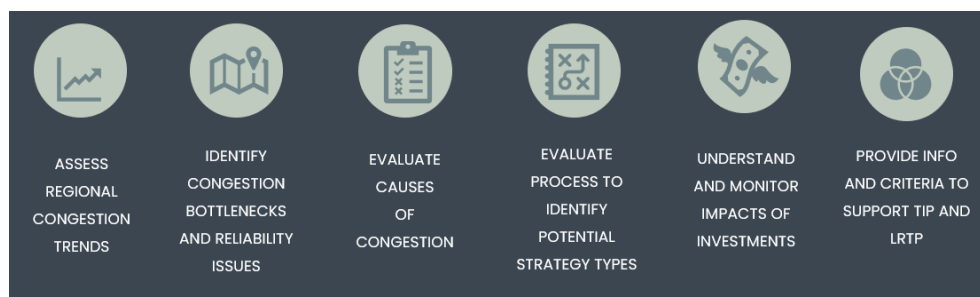 ASSESS
REGIONAL
CONGESTION
TRENDS
IDENTIFY
CONGESTION
BOTTLENECKS
AND RELIABILITY
ISSUES
EVALUATE
CAUSES
OF
CONGESTION
EVALUATE
PROCESS TO
IDENTIFY
POTENTIAL
STRATEGY TYPES
UNDERSTAND
AND MONITOR
IMPACTS OF
INVESTMENTS
PROVIDE INFO
AND CRITERIA TO
SUPPORT TIP AND
LRTP